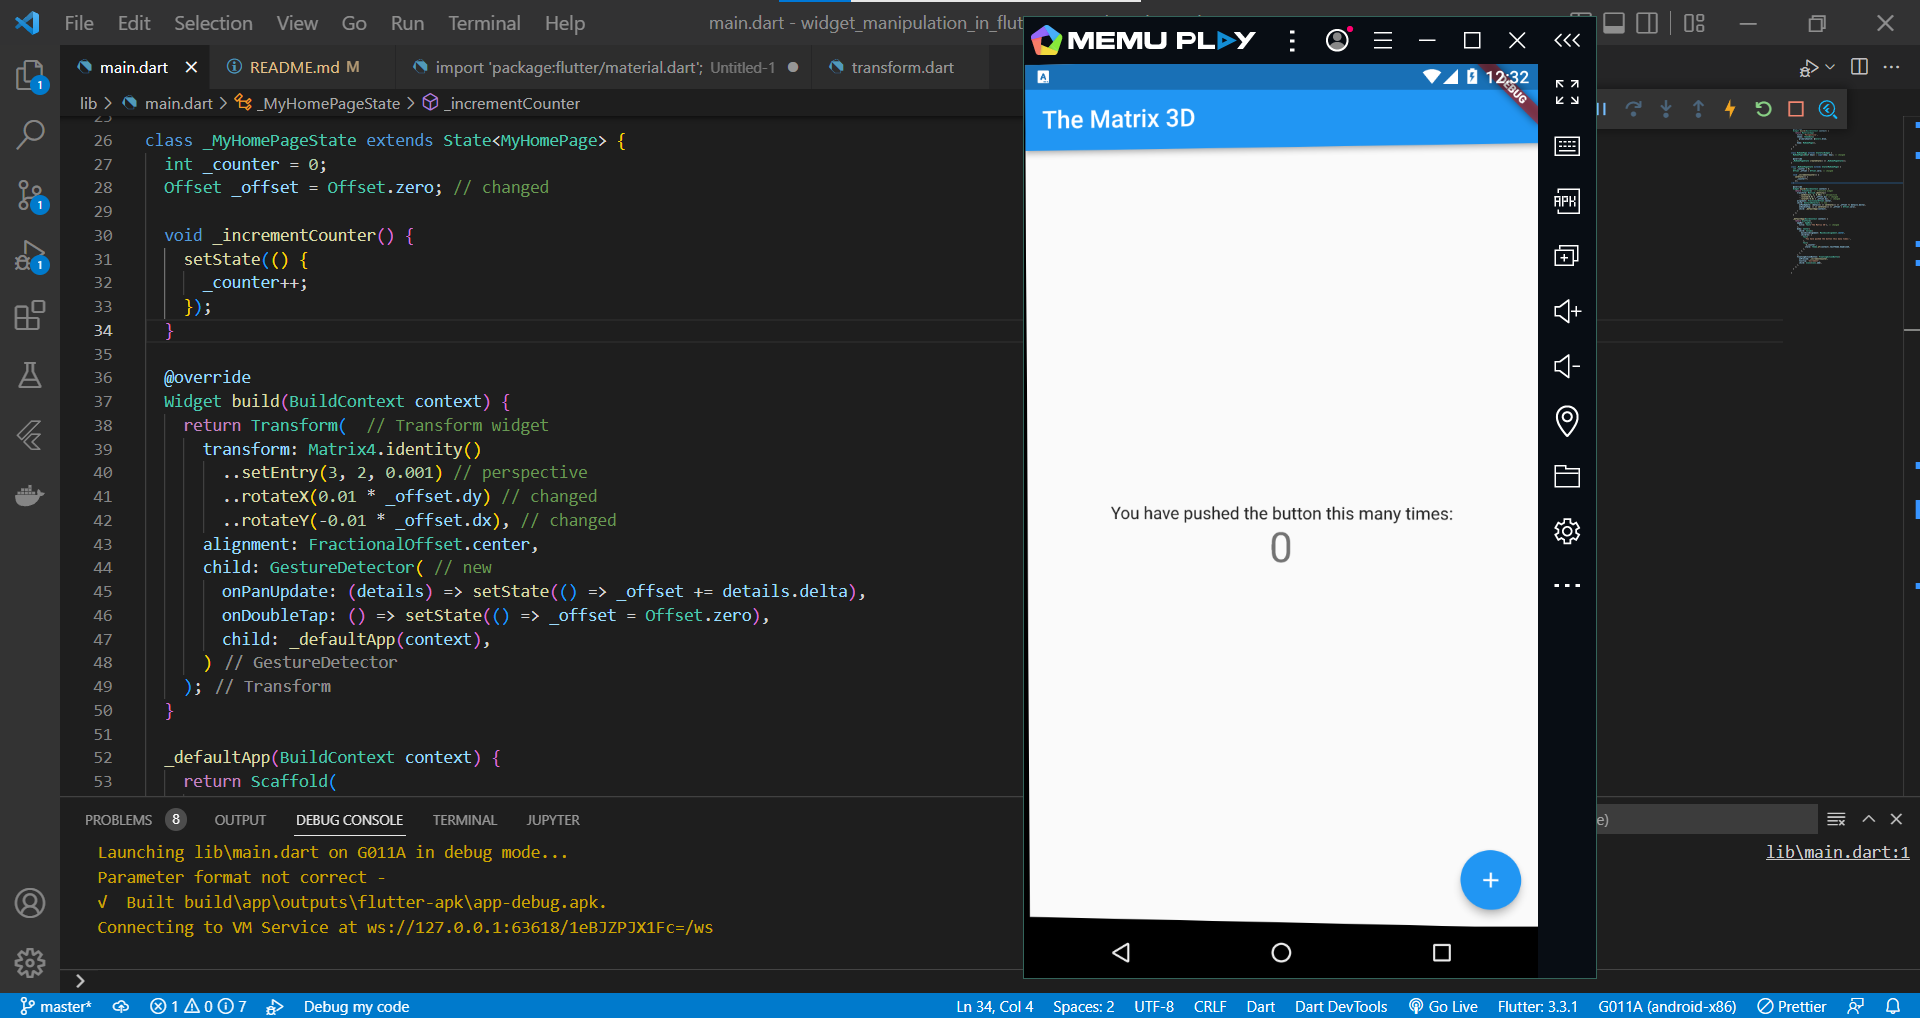 File Edit Selection View Go Run Terminal Help
main.dart - widget_manipulation_in_flut
main.dart
README.md M
import 'package:flutter/material.dart'; Untitled-1
transform.dart
lib > main.dart > _MyHomePageState > _incrementCounter
25
26 class _MyHomePageState extends State<MyHomePage> {
27 int _counter = 0;
28 Offset _offset = Offset.zero; // changed
29
30 void _incrementCounter() {
31 setState(() {
32 _counter++;
33 });
34 }
35
36 @override
37 Widget build(BuildContext context) {
38 return Transform( // Transform widget
39 transform: Matrix4.identity()
40 ..setEntry(3, 2, 0.001) // perspective
41 ..rotateX(0.01 * _offset.dy) // changed
42 ..rotateY(-0.01 * _offset.dx), // changed
43 alignment: FractionalOffset.center,
44 child: GestureDetector( // new
45 onPanUpdate: (details) => setState(() => _offset += details.delta),
46 onDoubleTap: () => setState(() => _offset = Offset.zero),
47 child: _defaultApp(context),
48 ) // GestureDetector
49 ); // Transform
50 }
51
52 _defaultApp(BuildContext context) {
53 return Scaffold(
1
1
1
MEMU PLAY
12:32
DEBUG
The Matrix 3D
You have pushed the button this many times:
0
+
APK
PROBLEMS 8 OUTPUT DEBUG CONSOLE TERMINAL JUPYTER
e)
Launching lib\main.dart on G011A in debug mode...
lib\main.dart:1
Parameter format not correct -
√ Built build\app\outputs\flutter-apk\app-debug.apk.
Connecting to VM Service at ws://127.0.0.1:63618/1eBJZPJX1Fc=/ws
master* 1 0 7 Debug my code Ln 34, Col 4 Spaces: 2 UTF-8 CRLF Dart Dart DevTools Go Live Flutter: 3.3.1 G011A (android-x86) Prettier